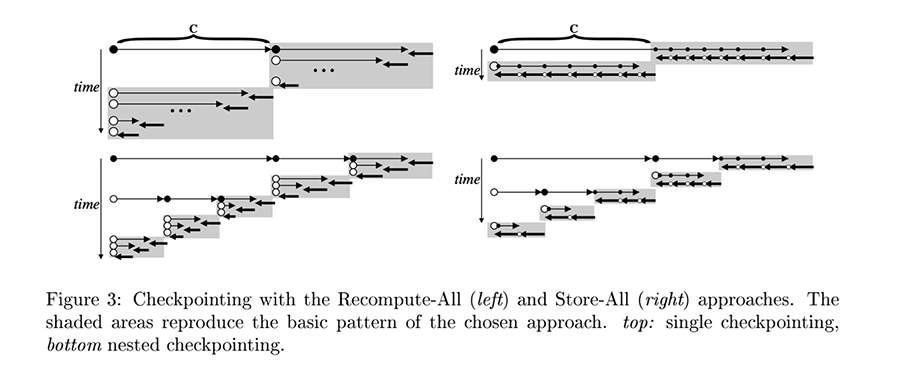 C
C
time
• • •
time
• • •
time
time
Figure 3: Checkpointing with the Recompute-All (left) and Store-All (right) approaches. The
shaded areas reproduce the basic pattern of the chosen approach. top: single checkpointing,
bottom nested checkpointing.